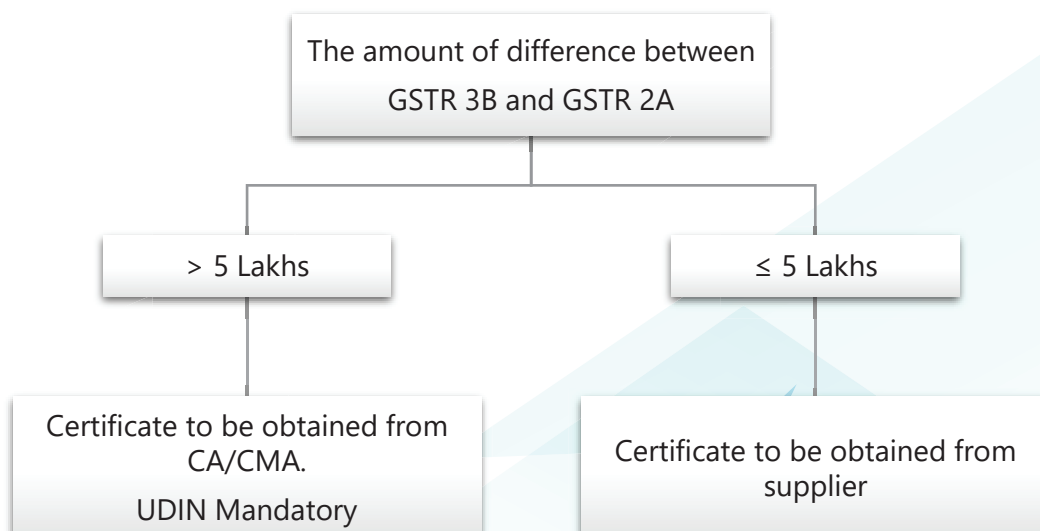 The amount of difference between
GSTR 3B and GSTR 2A
> 5 Lakhs
≤ 5 Lakhs
Certificate to be obtained from
CA/CMA.
UDIN Mandatory
Certificate to be obtained from
supplier